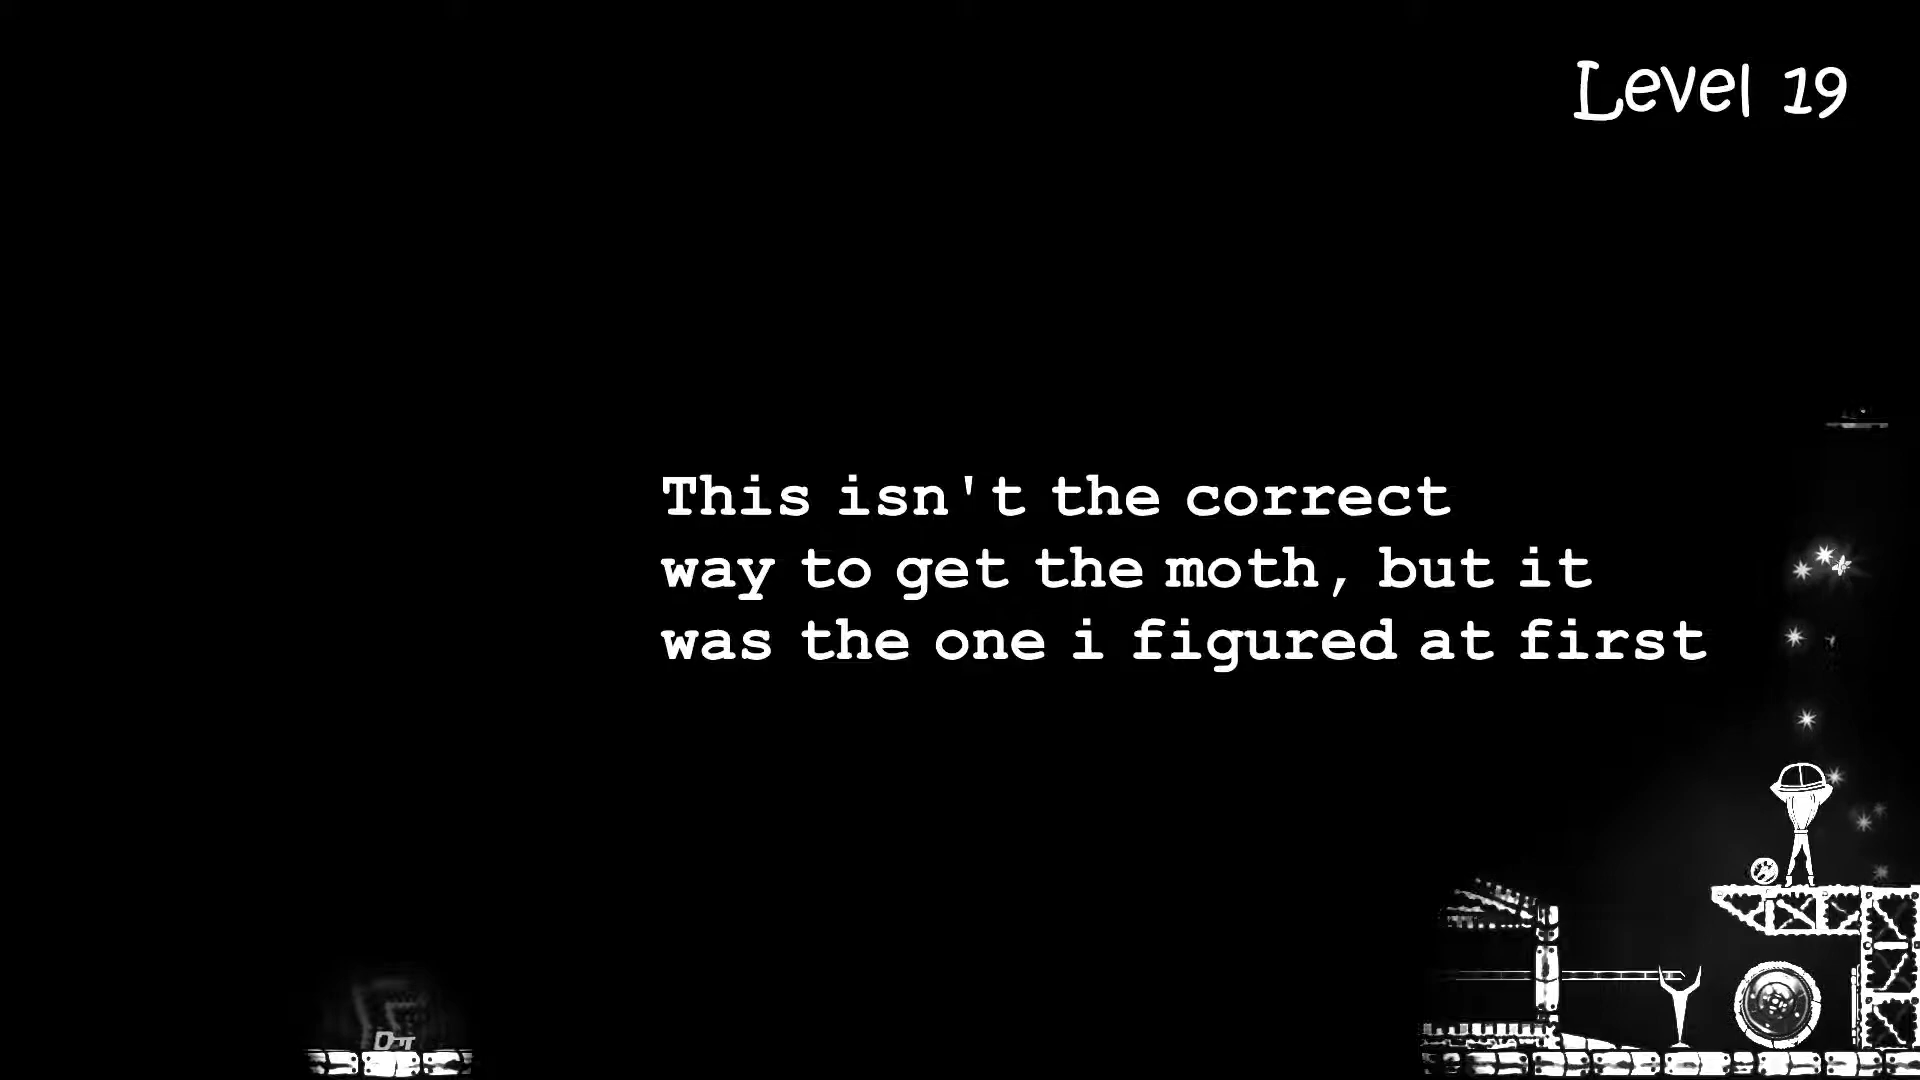 Level 19
This isn't the correct
way to get the moth, but it
was the one i figured at first